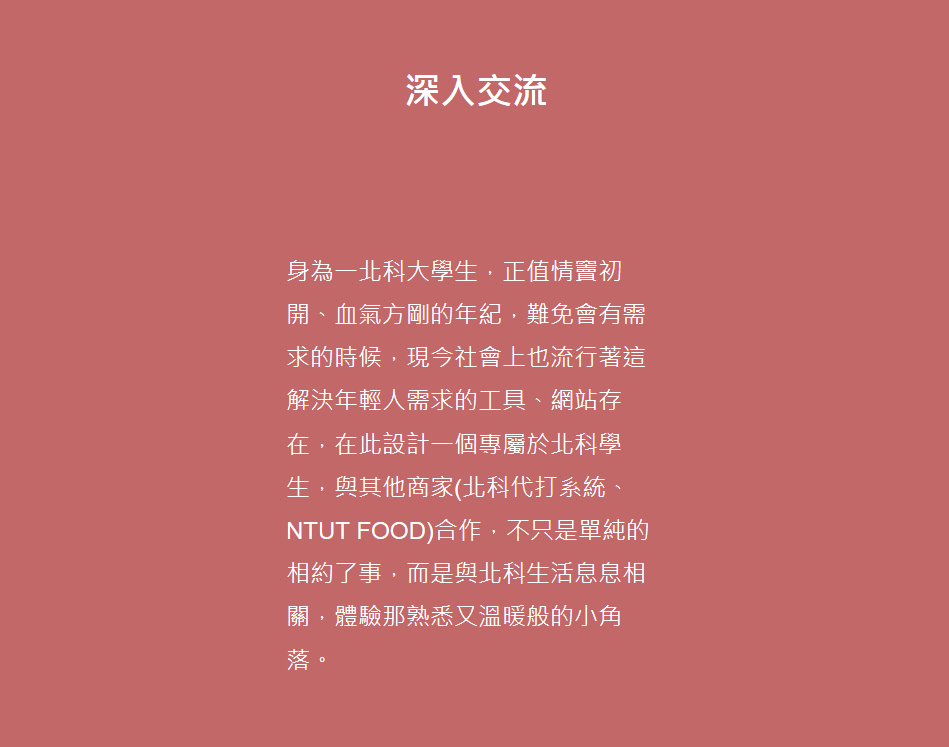 深入交流
身為一北科大學生，正值情竇初
開、血氣方剛的年紀，難免會有需
求的時候，現今社會上也流行著這
解決年輕人需求的工具、網站存
在，在此設計一個專屬於北科學
生，與其他商家(北科代打系統、
NTUT FOOD)合作，不只是單純的
相約了事，而是與北科生活息息相
關，體驗那熟悉又溫暖般的小角
落。